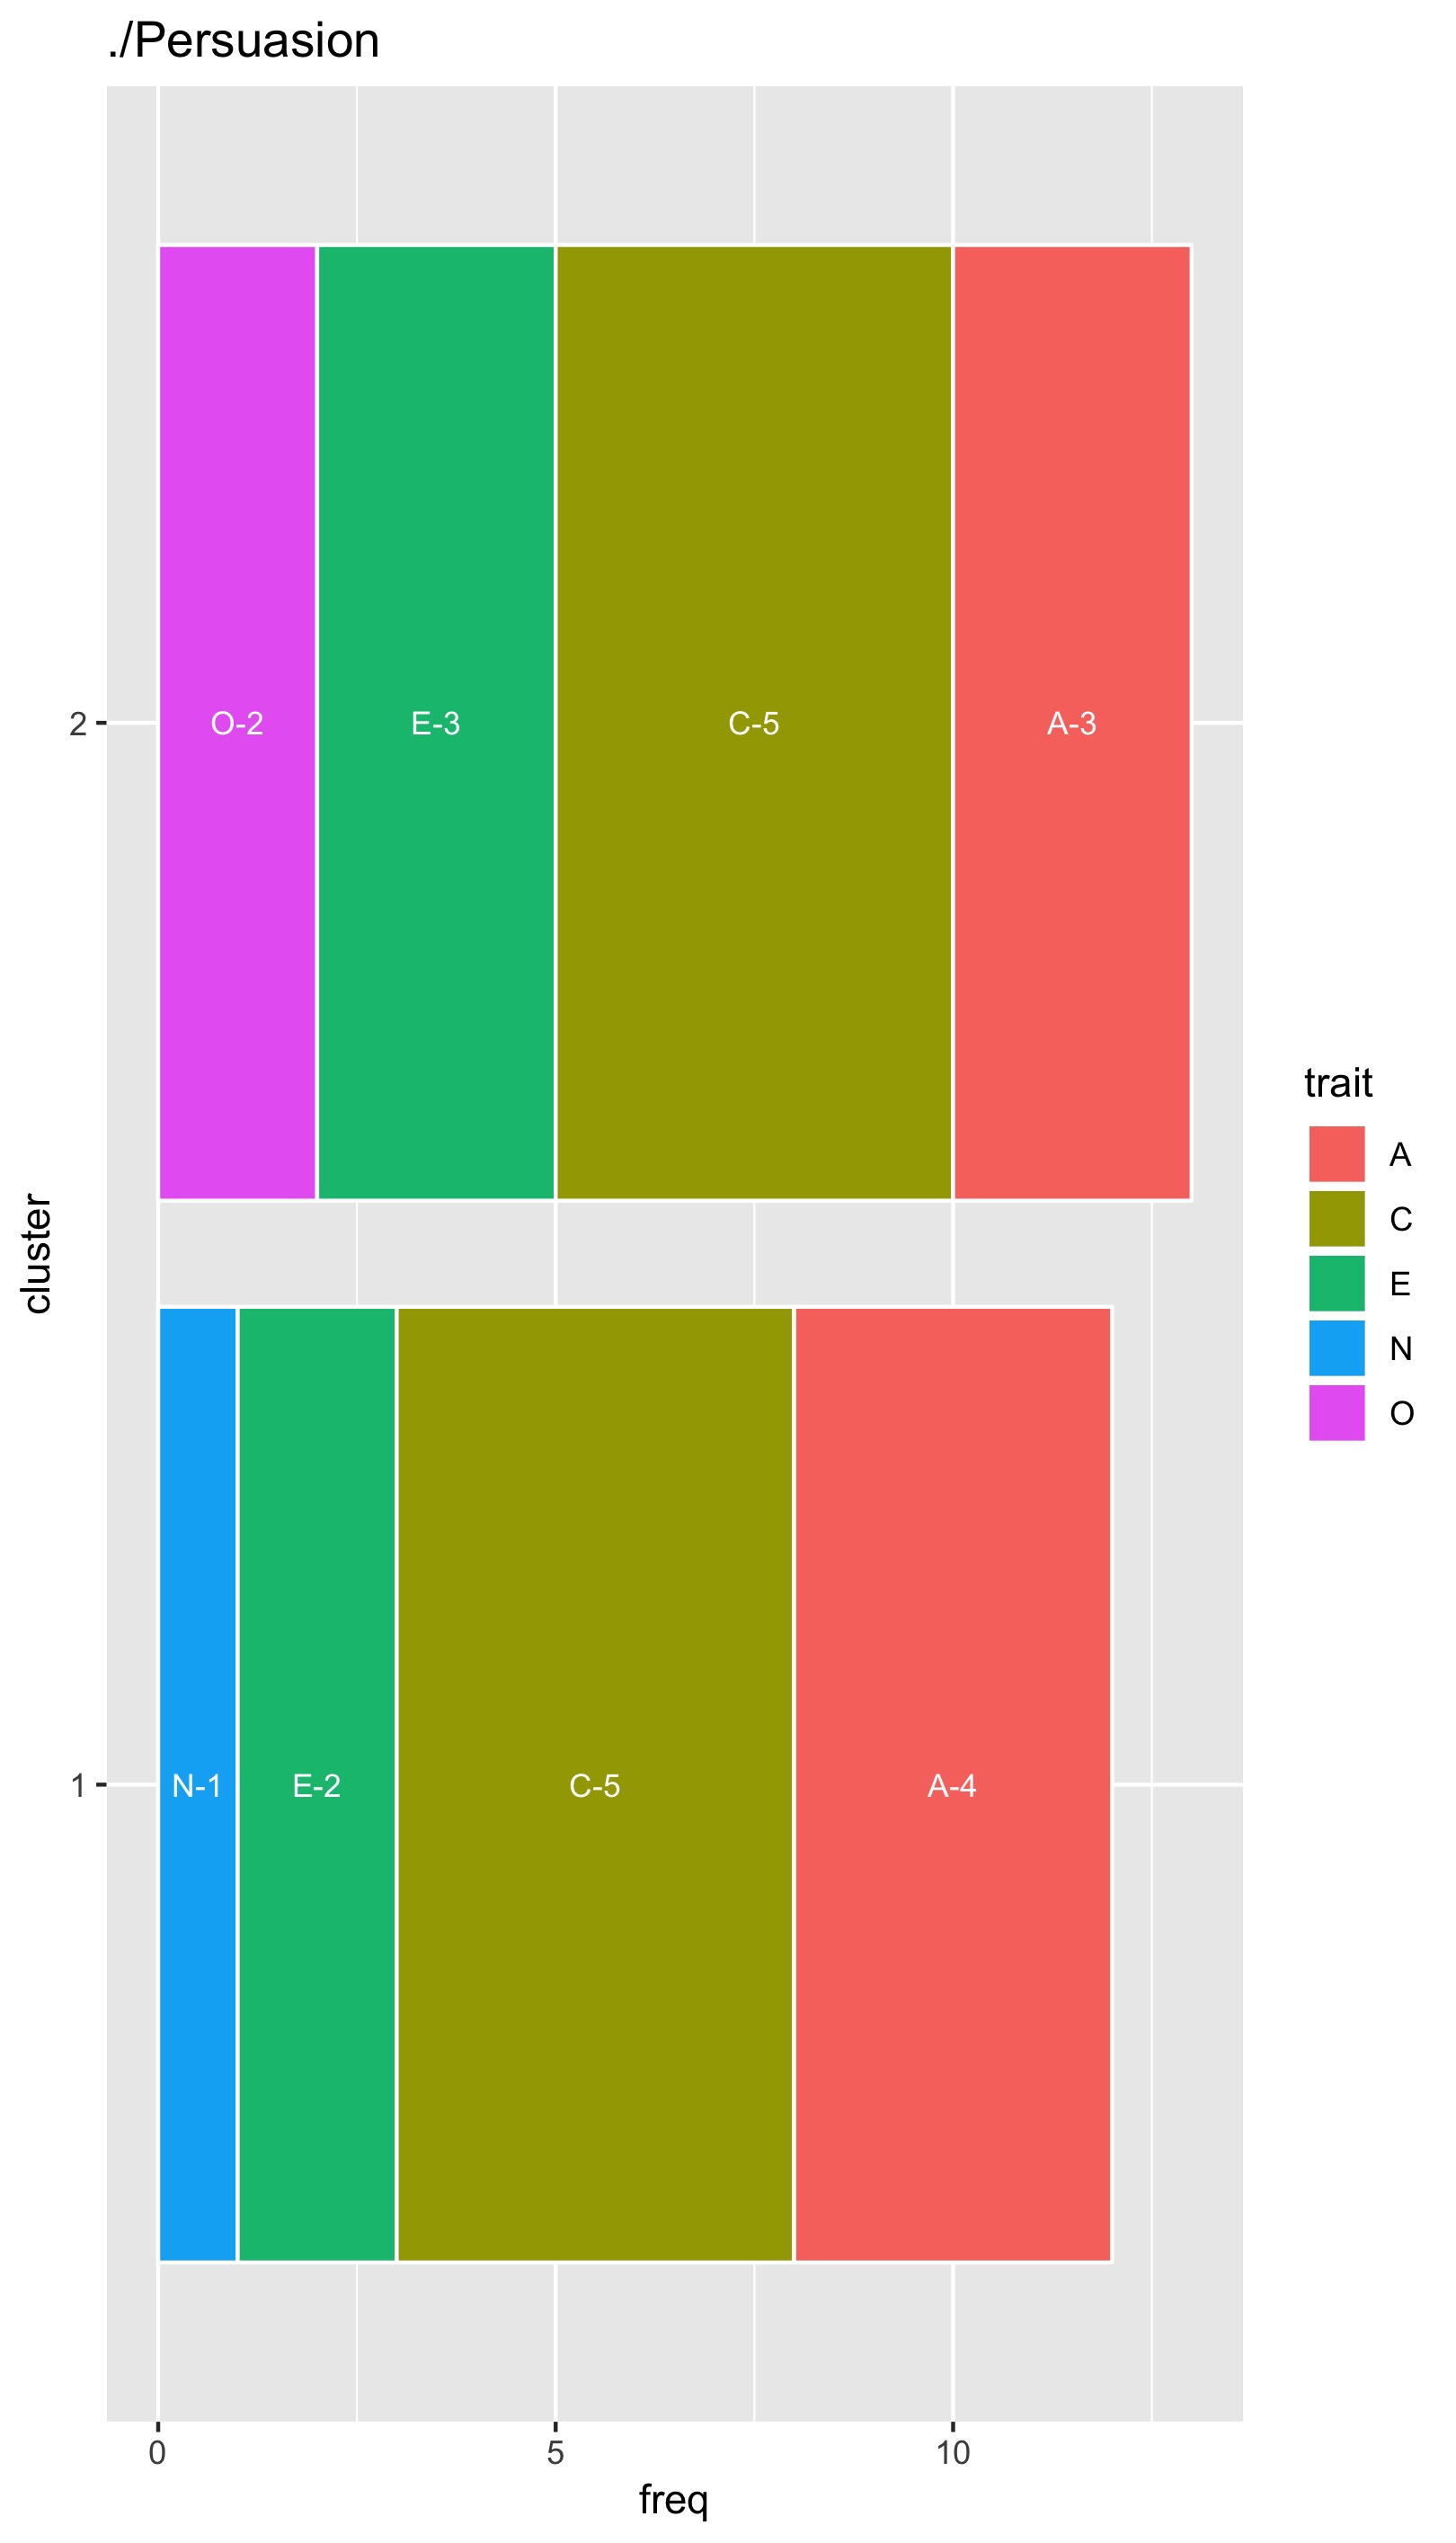 ./Persuasion
2
O-2 E-3 C-5 A-3
cluster
1
N-1 E-2 C-5 A-4
0 5 10
freq
trait
A
C
E
N
O